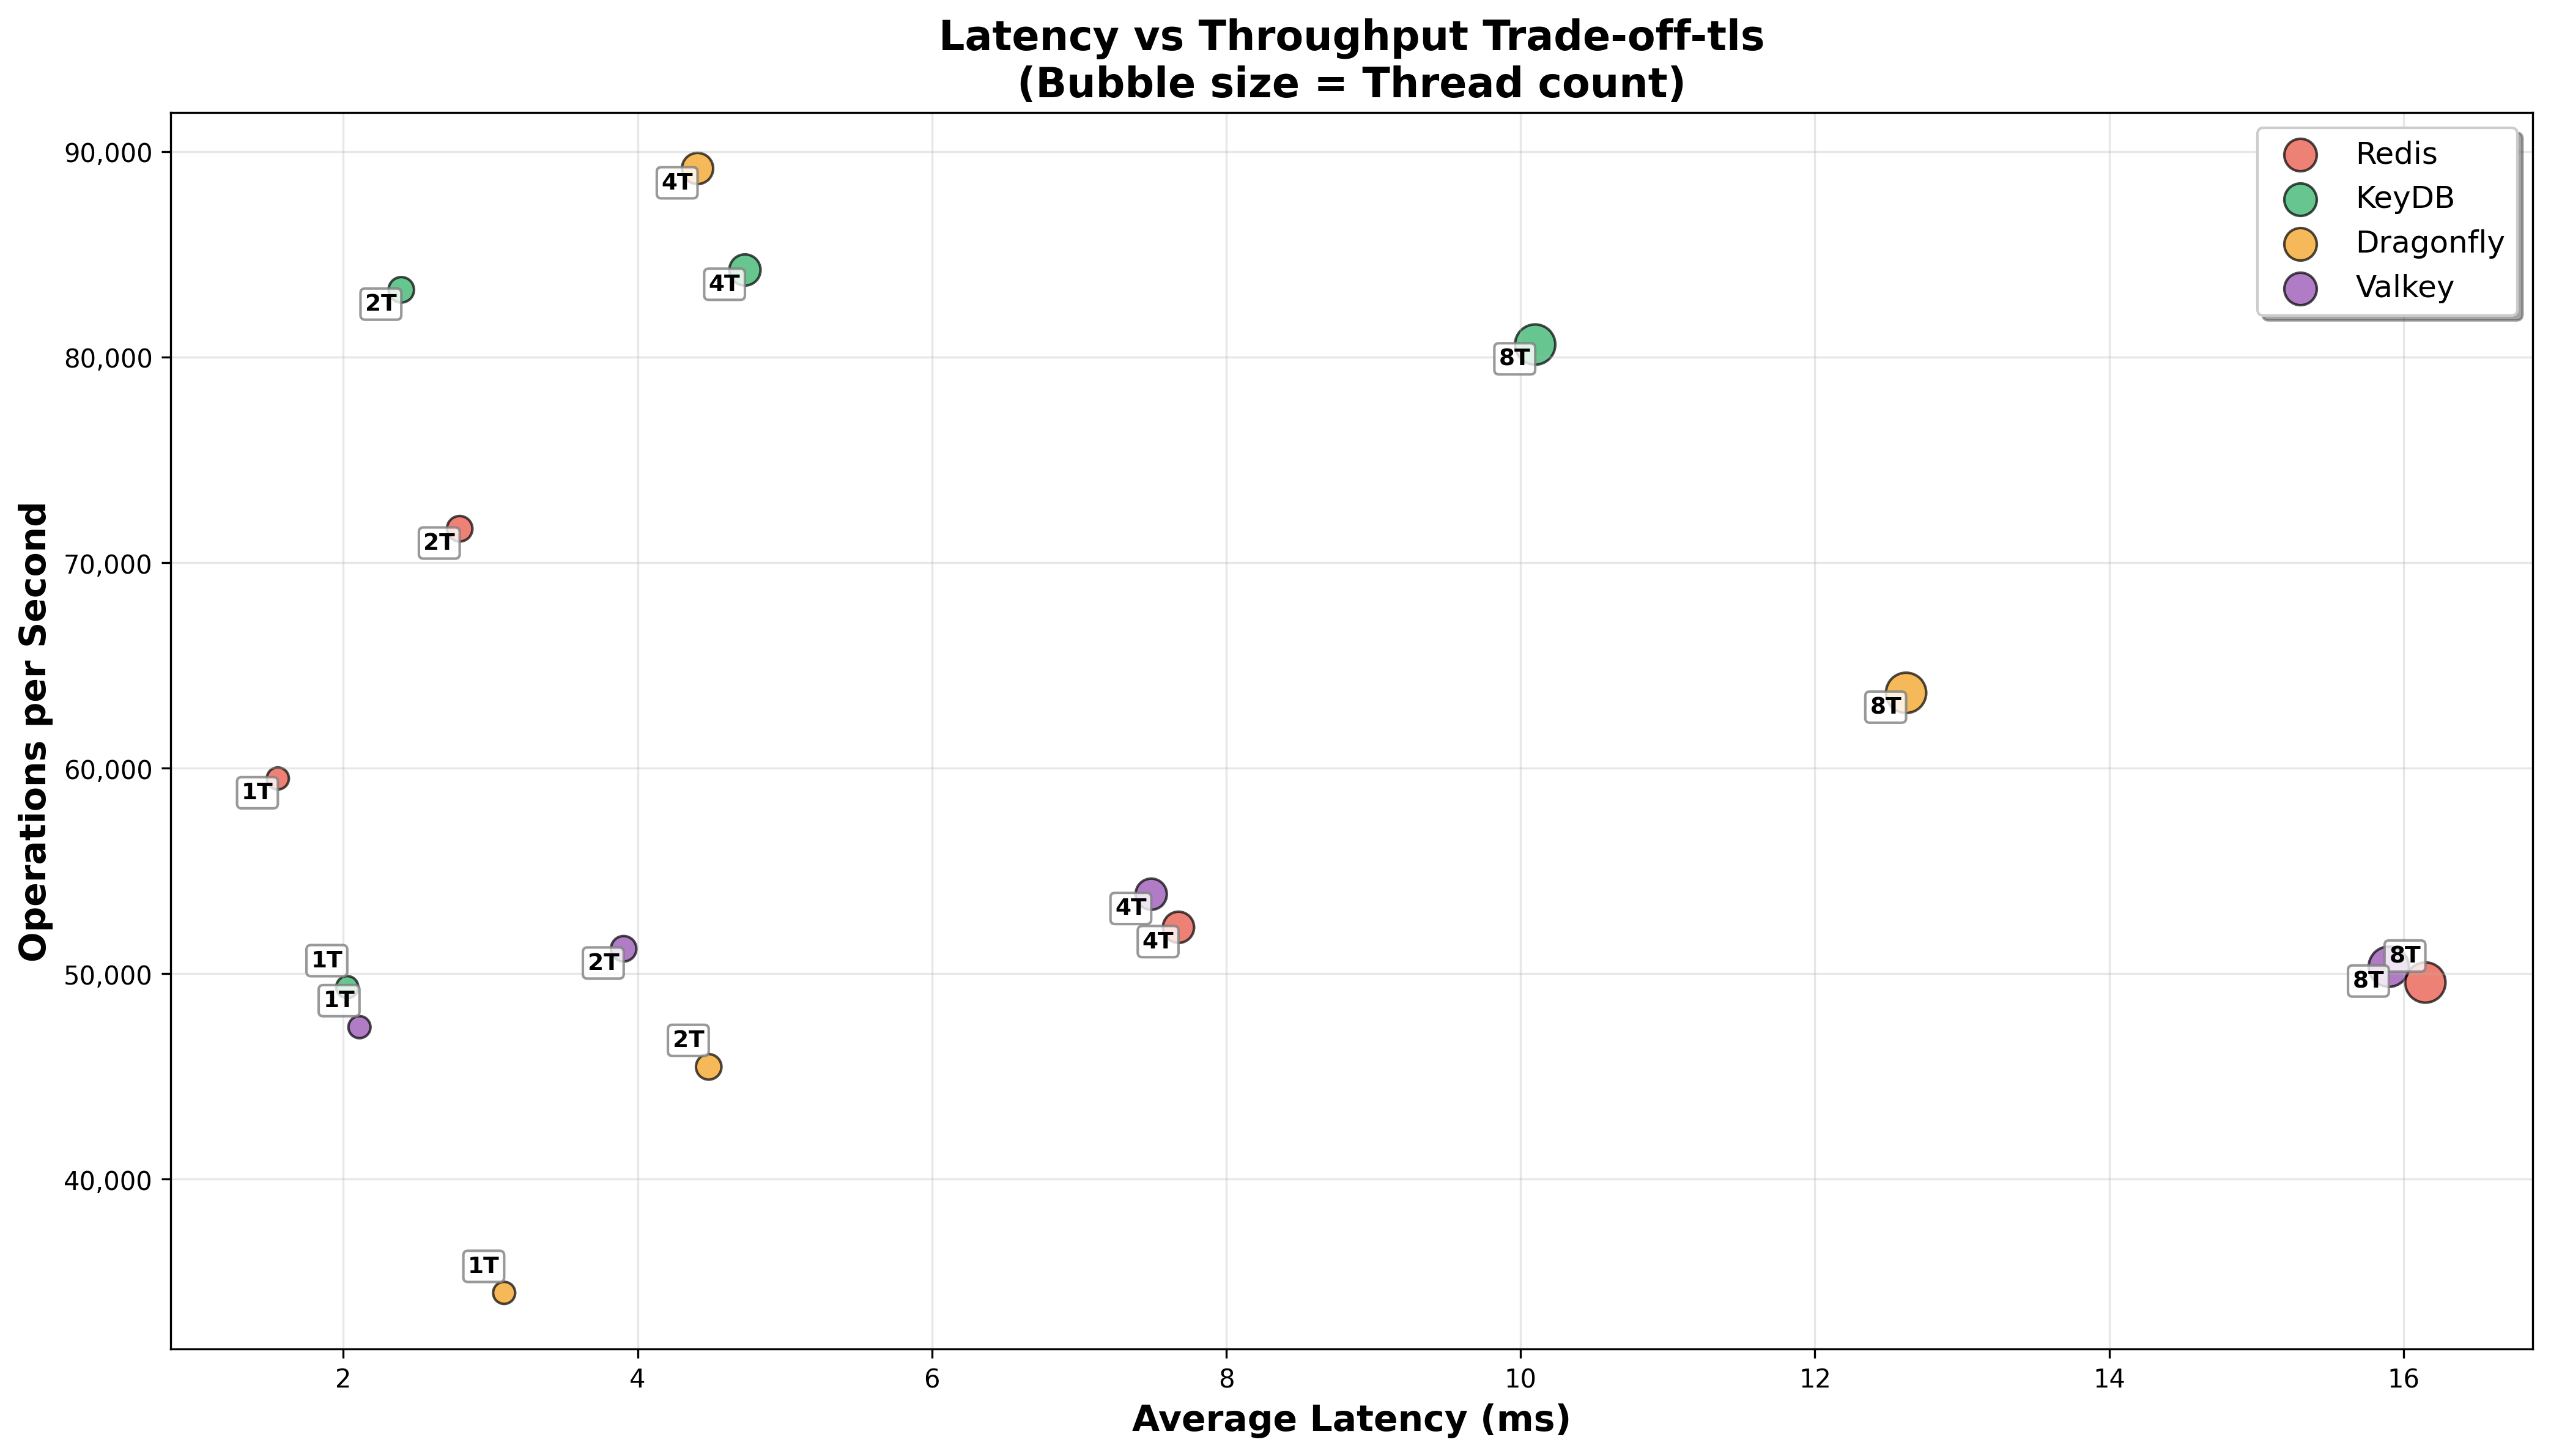 Latency vs Throughput Trade-off-tls
(Bubble size = Thread count)
Operations per Second
90,000
80,000
70,000
60,000
50,000
40,000
Redis
KeyDB
Dragonfly
Valkey
4T
4T
2T
8T
2T
8T
1T
4T
4T
8T
1T
2T
8T
1T
2T
1T
2
4
6
8
10
12
14
16
Average Latency (ms)